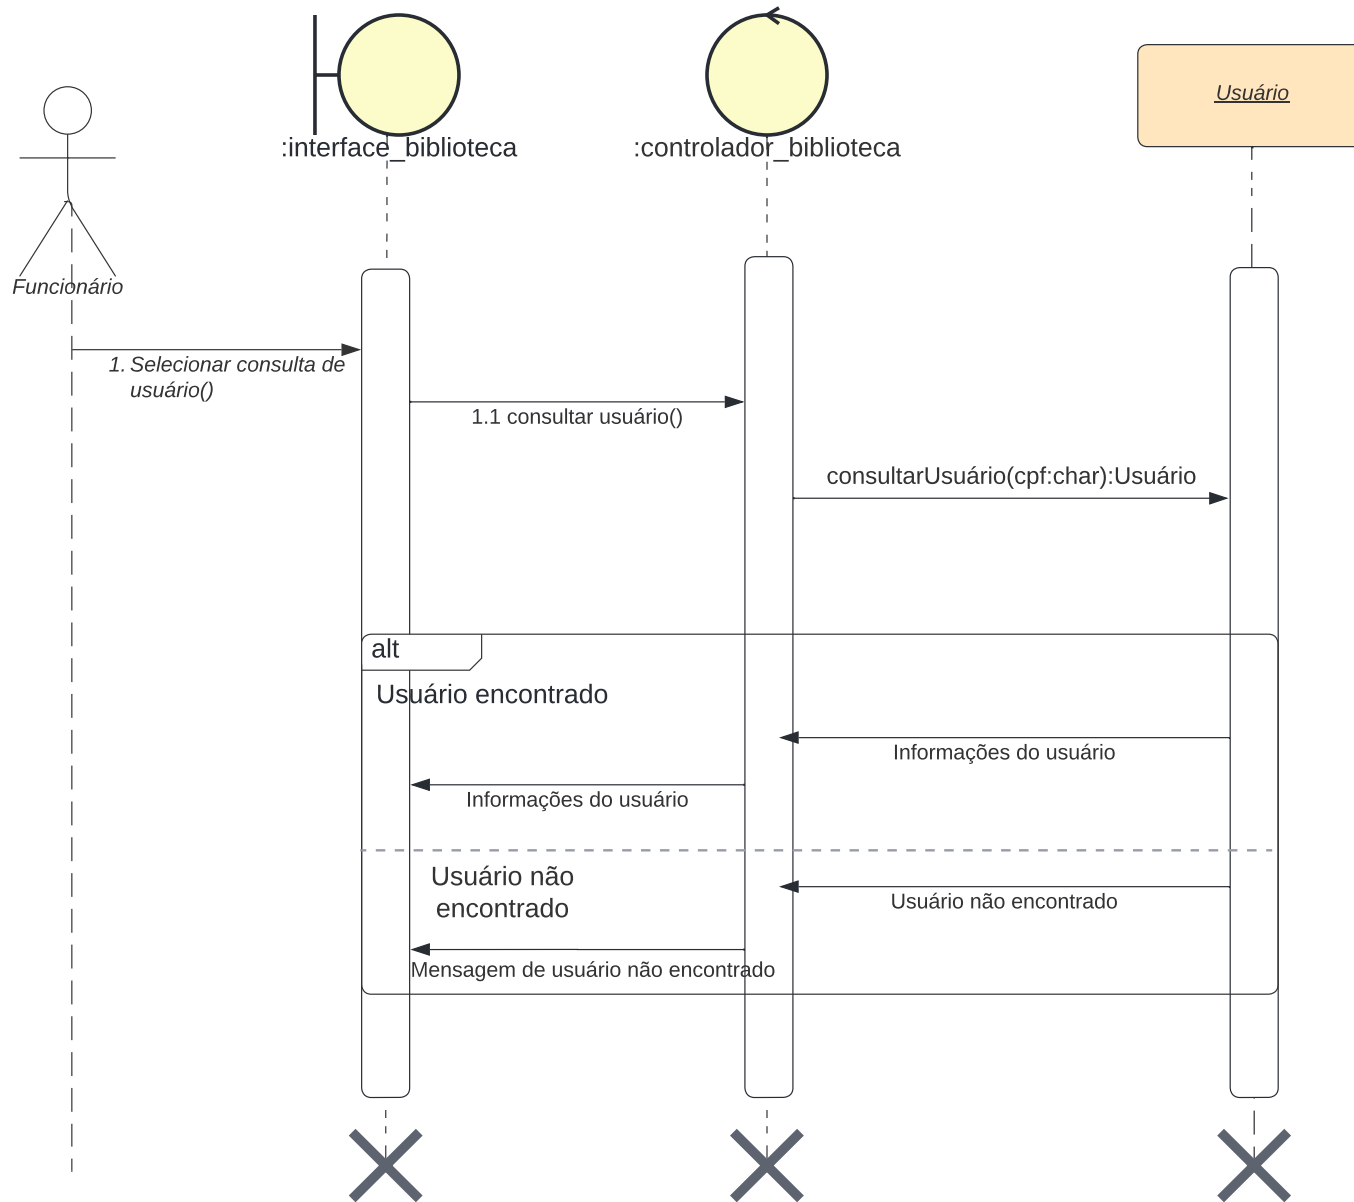 Usuário
:interface_biblioteca
:controlador_biblioteca
Funcionário
1. Selecionar consulta de
usuário()
1.1 consultar usuário()
consultarUsuário(cpf:char):Usuário
alt
Usuário encontrado
Informações do usuário
Informações do usuário
Usuário não
encontrado
Usuário não encontrado
Mensagem de usuário não encontrado